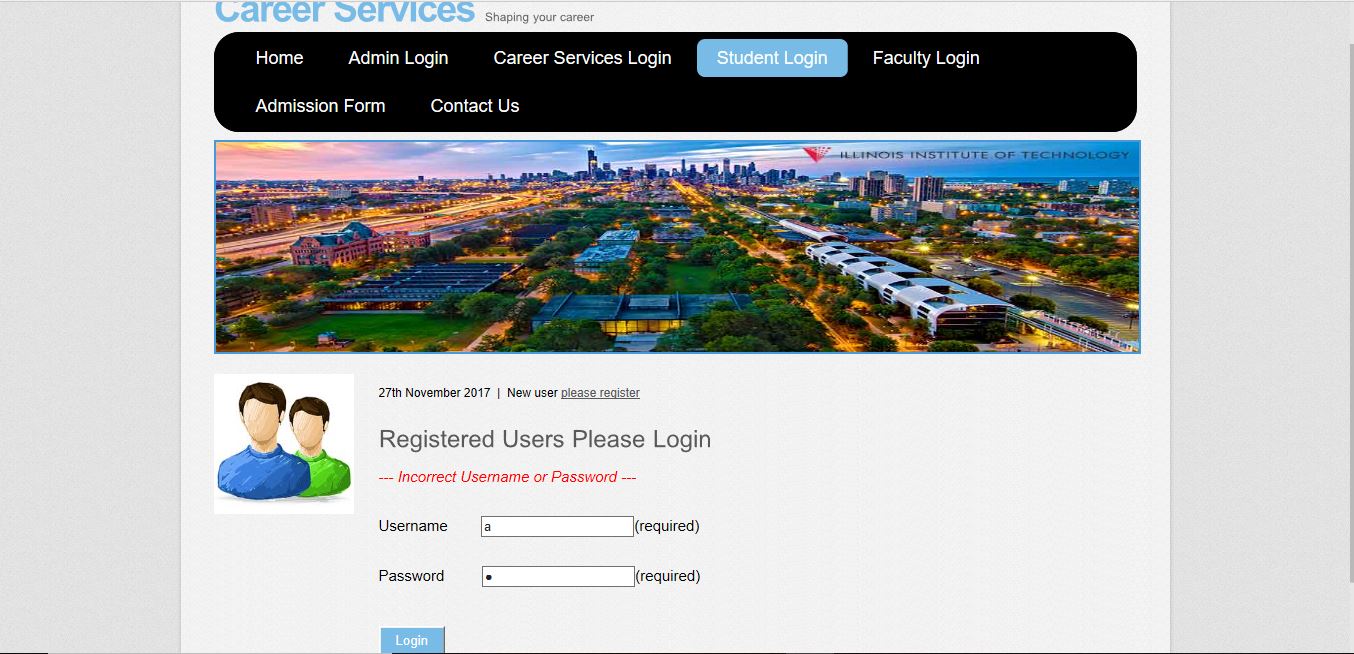 Career Services Shaping your career
Home Admin Login Career Services Login Student Login Faculty Login
Admission Form Contact Us
ILLINOIS INSTITUTE OF TECHNOLOGY
27th November 2017 | New user please register
Registered Users Please Login
--- Incorrect Username or Password ---
Username a (required)
Password • (required)
Login